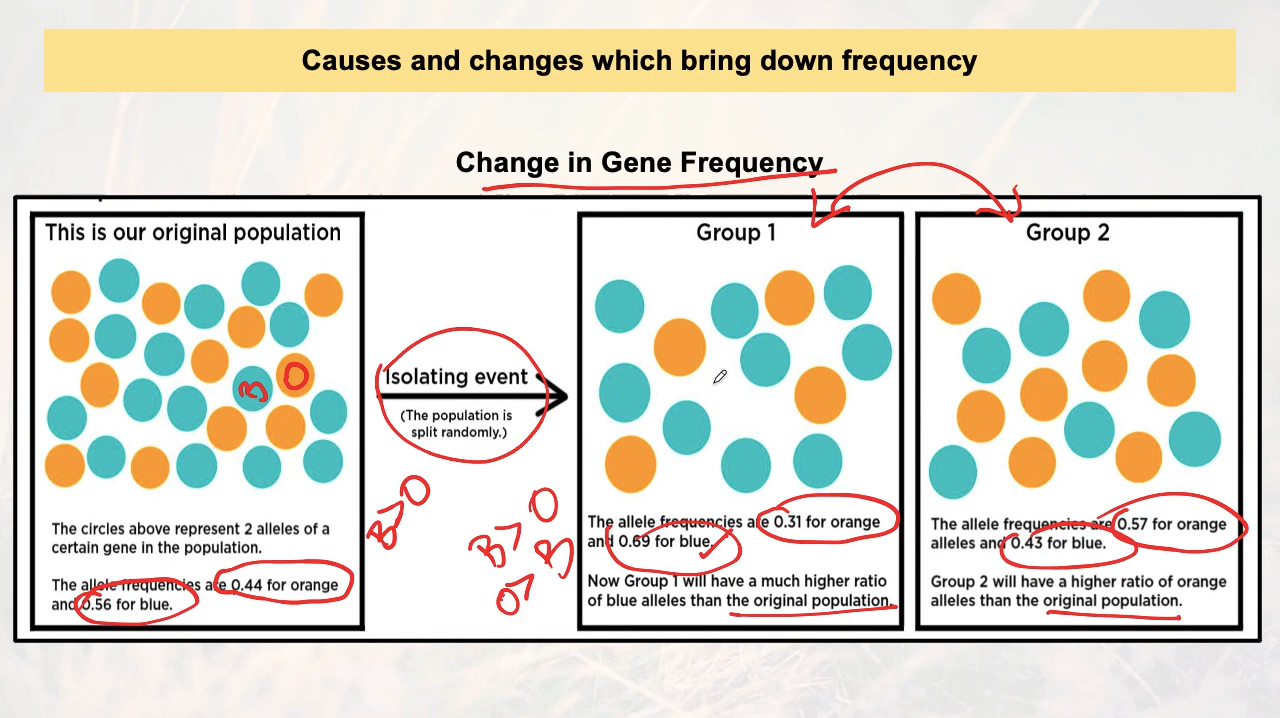 Causes and changes which bring down frequency
Change in Gene Frequency
This is our original population
B
O
The circles above represent 2 alleles of a
certain gene in the population.
The allele frequencies are 0.44 for orange
and 0.56 for blue.
Isolating event
(The population is
split randomly.)
B > O
B > O
O > B
Group 1
The allele frequencies are 0.31 for orange
and 0.69 for blue.
Now Group 1 will have a much higher ratio
of blue alleles than the original population.
Group 2
The allele frequencies are 0.57 for orange
alleles and 0.43 for blue.
Group 2 will have a higher ratio of orange
alleles than the original population.